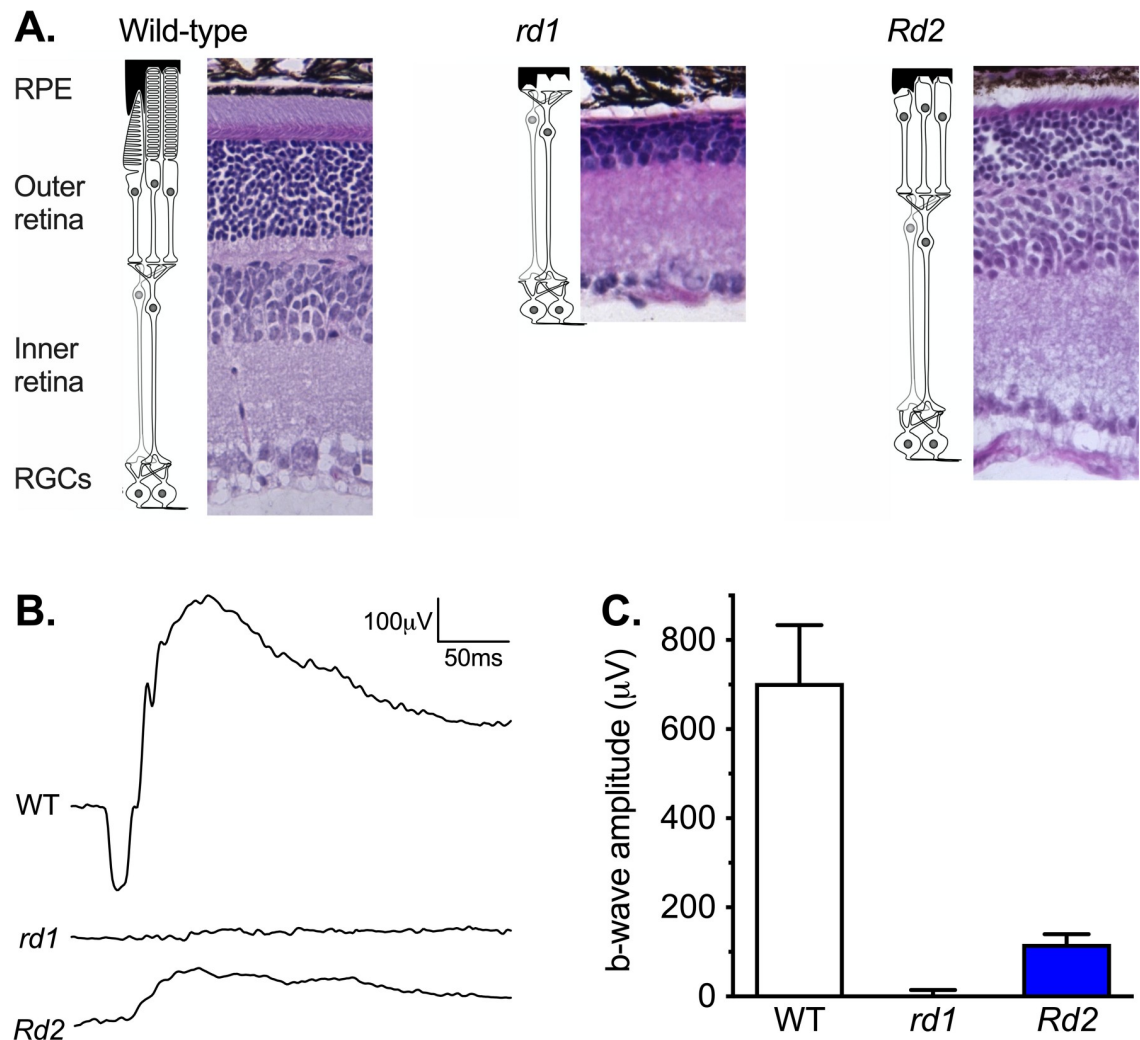 A.
Wild-type
rd1
Rd2
RPE
Outer
retina
Inner
retina
RGCs
B.
100μV
50ms
WT
rd1
Rd2
C.
b-wave amplitude (μV)
800
600
400
200
0
WT
rd1
Rd2